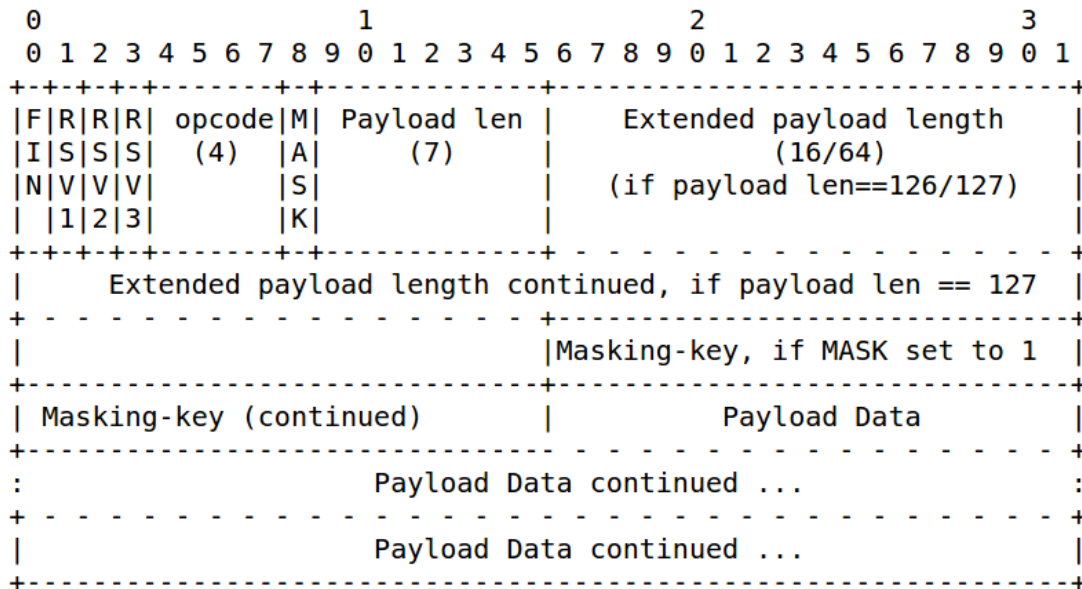 0                   1                   2                   3
 0 1 2 3 4 5 6 7 8 9 0 1 2 3 4 5 6 7 8 9 0 1 2 3 4 5 6 7 8 9 0 1
+-+-+-+-+-------+-+-------------+-------------------------------+
|F|R|R|R| opcode|M| Payload len |    Extended payload length    |
|I|S|S|S|  (4)  |A|     (7)     |             (16/64)           |
|N|V|V|V|       |S|             |   (if payload len==126/127)   |
| |1|2|3|       |K|             |                               |
+-+-+-+-+-------+-+-------------+ - - - - - - - - - - - - - - - +
|     Extended payload length continued, if payload len == 127  |
+ - - - - - - - - - - - - - - - +-------------------------------+
|                               |Masking-key, if MASK set to 1  |
+-------------------------------+-------------------------------+
| Masking-key (continued)       |          Payload Data         |
+-------------------------------- - - - - - - - - - - - - - - - +
:                     Payload Data continued ...                :
+ - - - - - - - - - - - - - - - - - - - - - - - - - - - - - - - +
|                     Payload Data continued ...                |
+---------------------------------------------------------------+